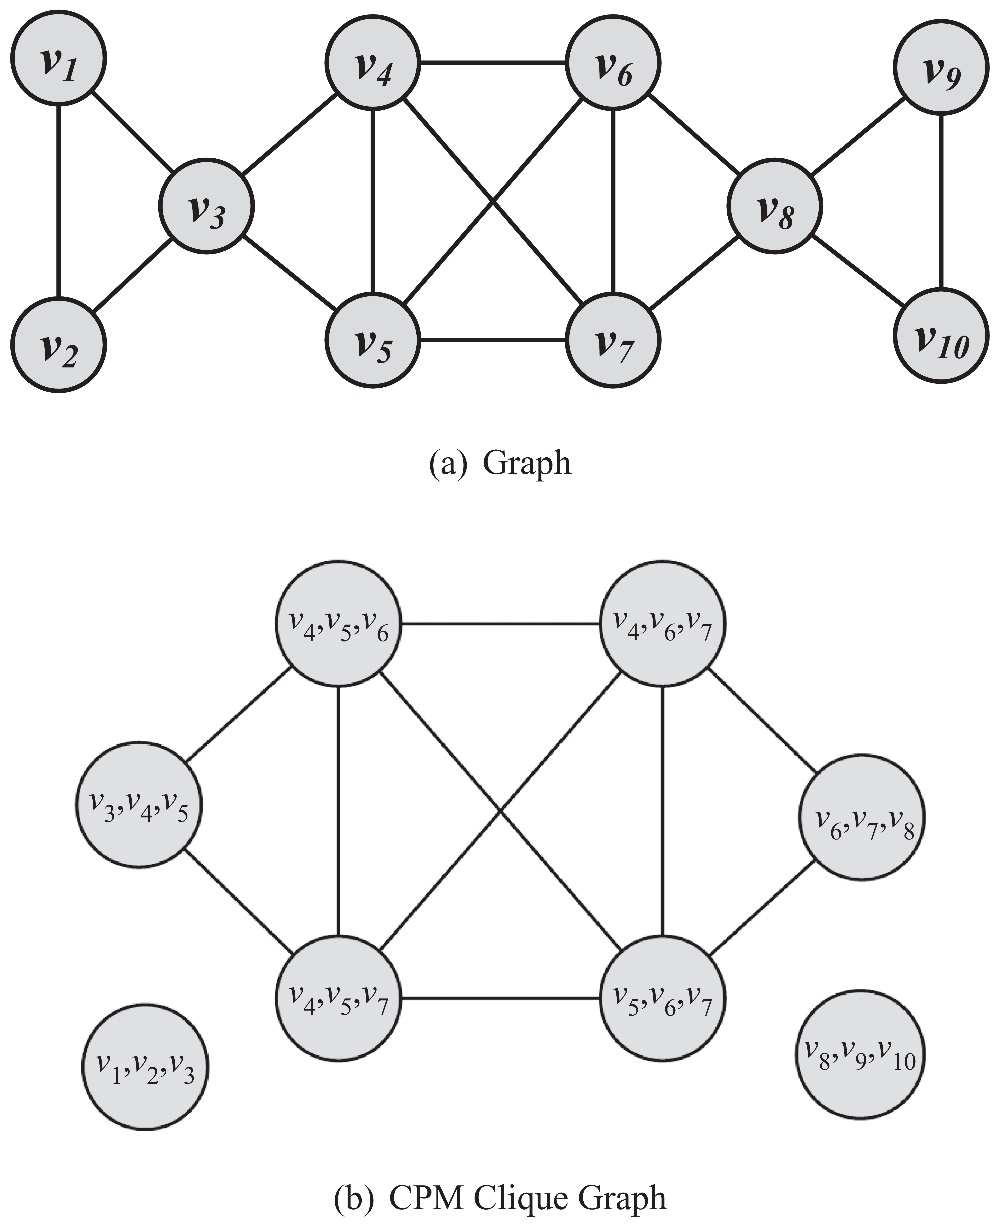 v1 v4 v6 v9
v3 v8
v2 v5 v7 v10
(a) Graph
v4,v5,v6 v4,v6,v7
v3,v4,v5 v6,v7,v8
v4,v5,v7 v5,v6,v7
v1,v2,v3 v8,v9,v10
(b) CPM Clique Graph